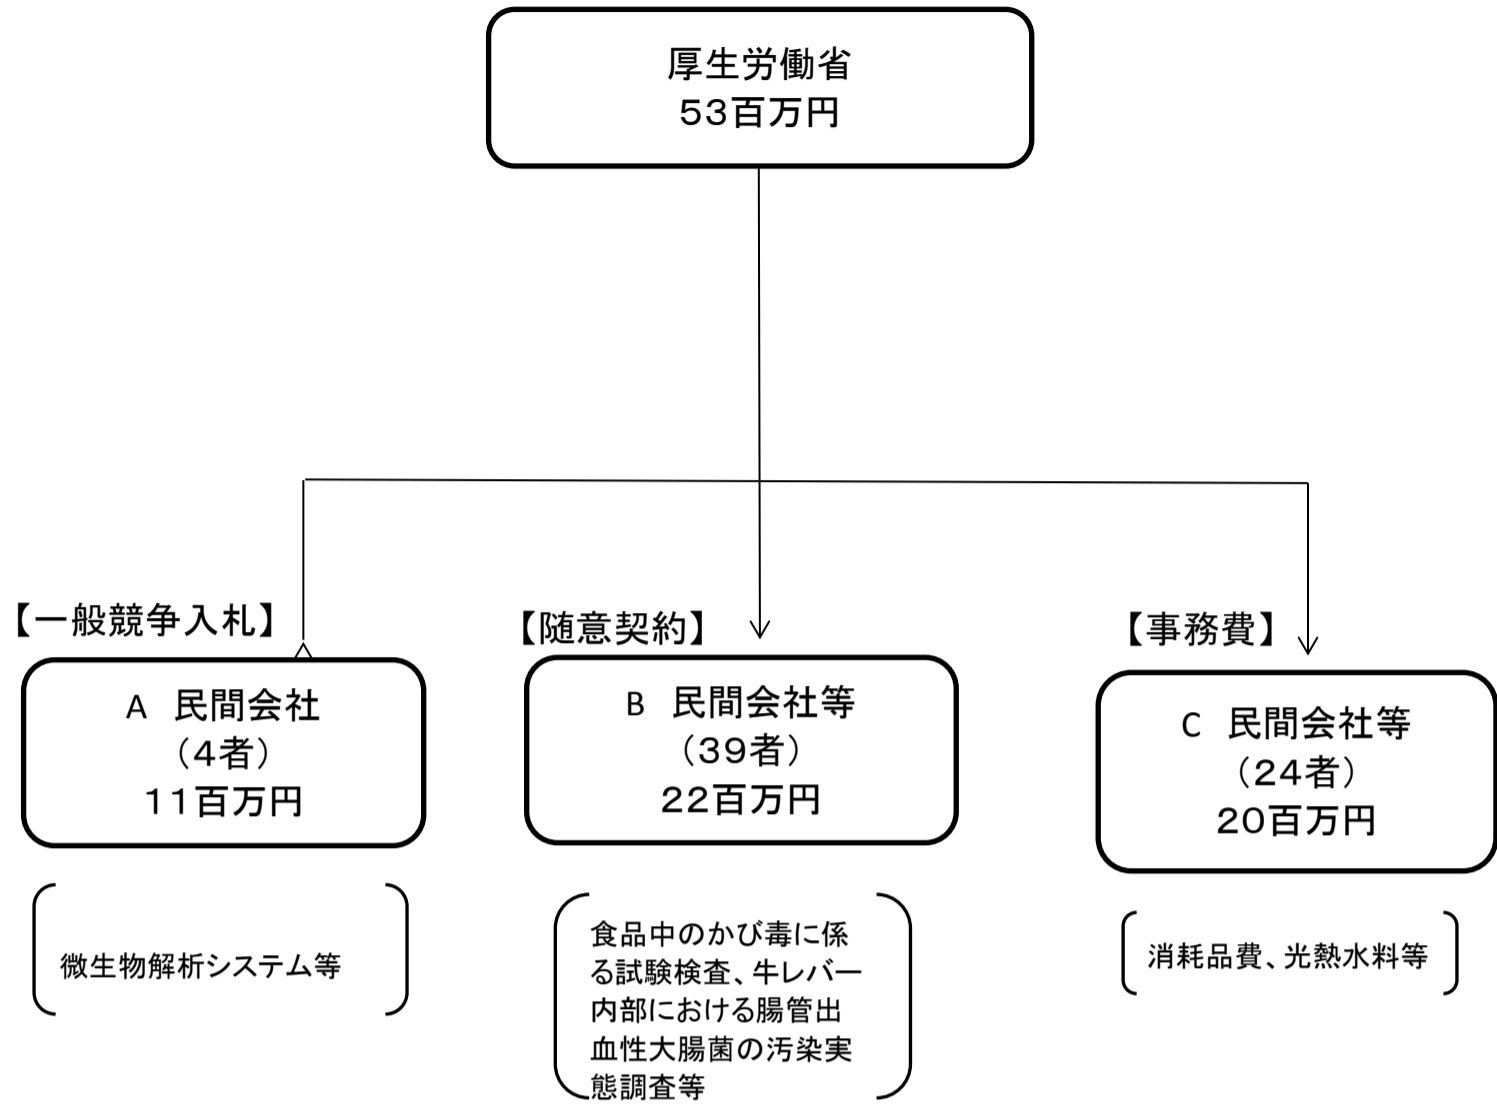 厚生労働省
53百万円
【一般競争入札】
A　民間会社
（4者）
11百万円
微生物解析システム等
【随意契約】
B　民間会社等
（39者）
22百万円
食品中のかび毒に係
る試験検査、牛レバー
内部における腸管出
血性大腸菌の汚染実
態調査等
【事務費】
C　民間会社等
（24者）
20百万円
消耗品費、光熱水料等